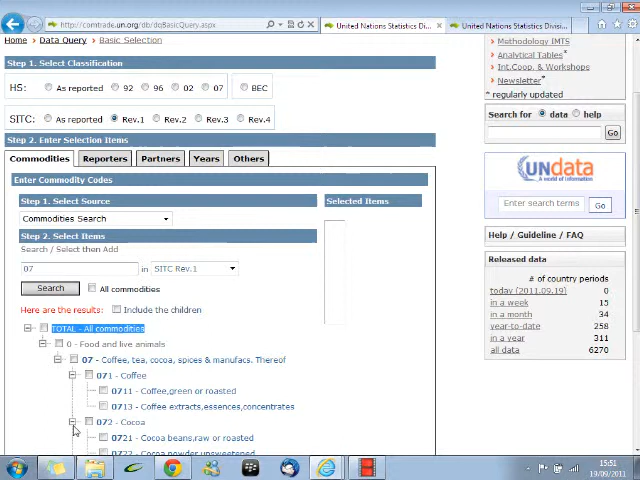 http://comtrade.un.org/db/dqBasicQuery.aspx
United Nations Statistics Div...
United Nations Statistics Divisi...
Home > Data Query > Basic Selection
Step 1. Select Classification
HS: As reported 92 96 02 07 BEC
SITC: As reported Rev.1 Rev.2 Rev.3 Rev.4
Step 2. Enter Selection Items
Commodities Reporters Partners Years Others
Enter Commodity Codes
Step 1. Select Source
Commodities Search
Step 2. Select Items
Search / Select then Add
07 in SITC Rev.1
Search All commodities
Here are the results: Include the children
TOTAL - All commodities
0 - Food and live animals
07 - Coffee, tea, cocoa, spices & manufacs. Thereof
071 - Coffee
0711 - Coffee,green or roasted
0713 - Coffee extracts,essences,concentrates
072 - Cocoa
0721 - Cocoa beans,raw or roasted
0722 - Cocoa powder,unsweetened
Selected Items
Methodology IMTS
Analytical Tables*
Int.Coop, & Workshops
Newsletter*
* regularly updated
Search for data help
Go
UNdata
A world of information
Enter search terms Go
Help / Guideline / FAQ
Released data
# of country periods
today (2011.09.19) 0
in a week 15
in a month 34
year-to-date 258
in a year 311
all data 6270
15:51
19/09/2011